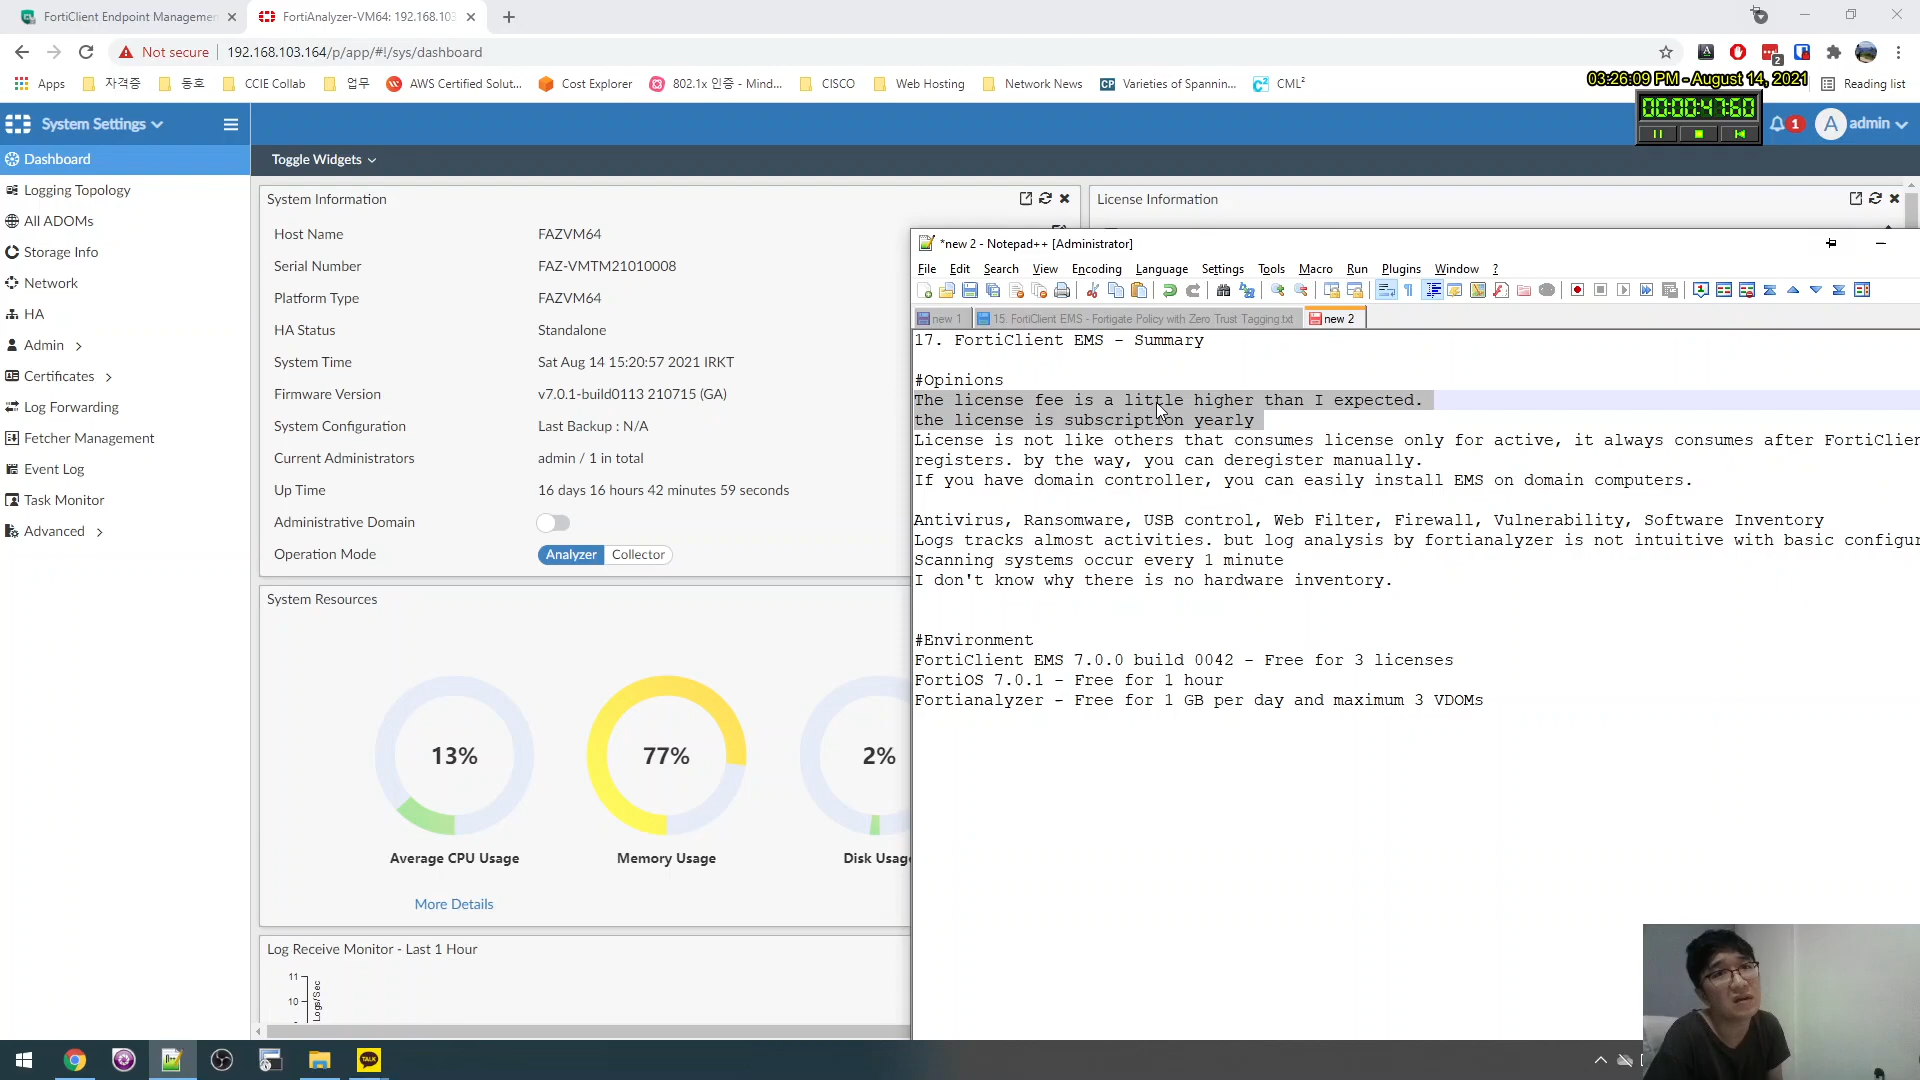 FortiClient Endpoint Managemen
FortiAnalyzer-VM64: 192.168.103
Not secure
192.168.103.164/p/app/#!/sys/dashboard
Apps
자격증
동호
CCIE Collab
업무
AWS Certified Solut...
Cost Explorer
802.1x 인증 - Mind...
CISCO
Web Hosting
Network News
Varieties of Spannin...
CML²
Reading list
03:26:09 PM - August 14, 2021
00:00:47:60
System Settings
1
A
admin
Dashboard
Logging Topology
All ADOMs
Storage Info
Network
HA
Admin
Certificates
Log Forwarding
Fetcher Management
Event Log
Task Monitor
Advanced
Toggle Widgets
System Information
Host Name FAZVM64
Serial Number FAZ-VMTM21010008
Platform Type FAZVM64
HA Status Standalone
System Time Sat Aug 14 15:20:57 2021 IRKT
Firmware Version v7.0.1-build0113 210715 (GA)
System Configuration Last Backup : N/A
Current Administrators admin / 1 in total
Up Time 16 days 16 hours 42 minutes 59 seconds
Administrative Domain
Operation Mode Analyzer Collector
System Resources
13% 77% 2%
Average CPU Usage Memory Usage Disk Usag
More Details
Log Receive Monitor - Last 1 Hour
11
10
Logs/Sec
License Information
*new 2 - Notepad++ [Administrator]
File Edit Search View Encoding Language Settings Tools Macro Run Plugins Window ?
new 1
15. FortiClient EMS - Fortigate Policy with Zero Trust Tagging.txt
new 2
17. FortiClient EMS - Summary
#Opinions
The license fee is a little higher than I expected.
the license is subscription yearly
License is not like others that consumes license only for active, it always consumes after FortiClien
registers. by the way, you can deregister manually.
If you have domain controller, you can easily install EMS on domain computers.
Antivirus, Ransomware, USB control, Web Filter, Firewall, Vulnerability, Software Inventory
Logs tracks almost activities. but log analysis by fortianalyzer is not intuitive with basic configur
Scanning systems occur every 1 minute
I don't know why there is no hardware inventory.
#Environment
FortiClient EMS 7.0.0 build 0042 - Free for 3 licenses
FortiOS 7.0.1 - Free for 1 hour
Fortianalyzer - Free for 1 GB per day and maximum 3 VDOMs
TALK